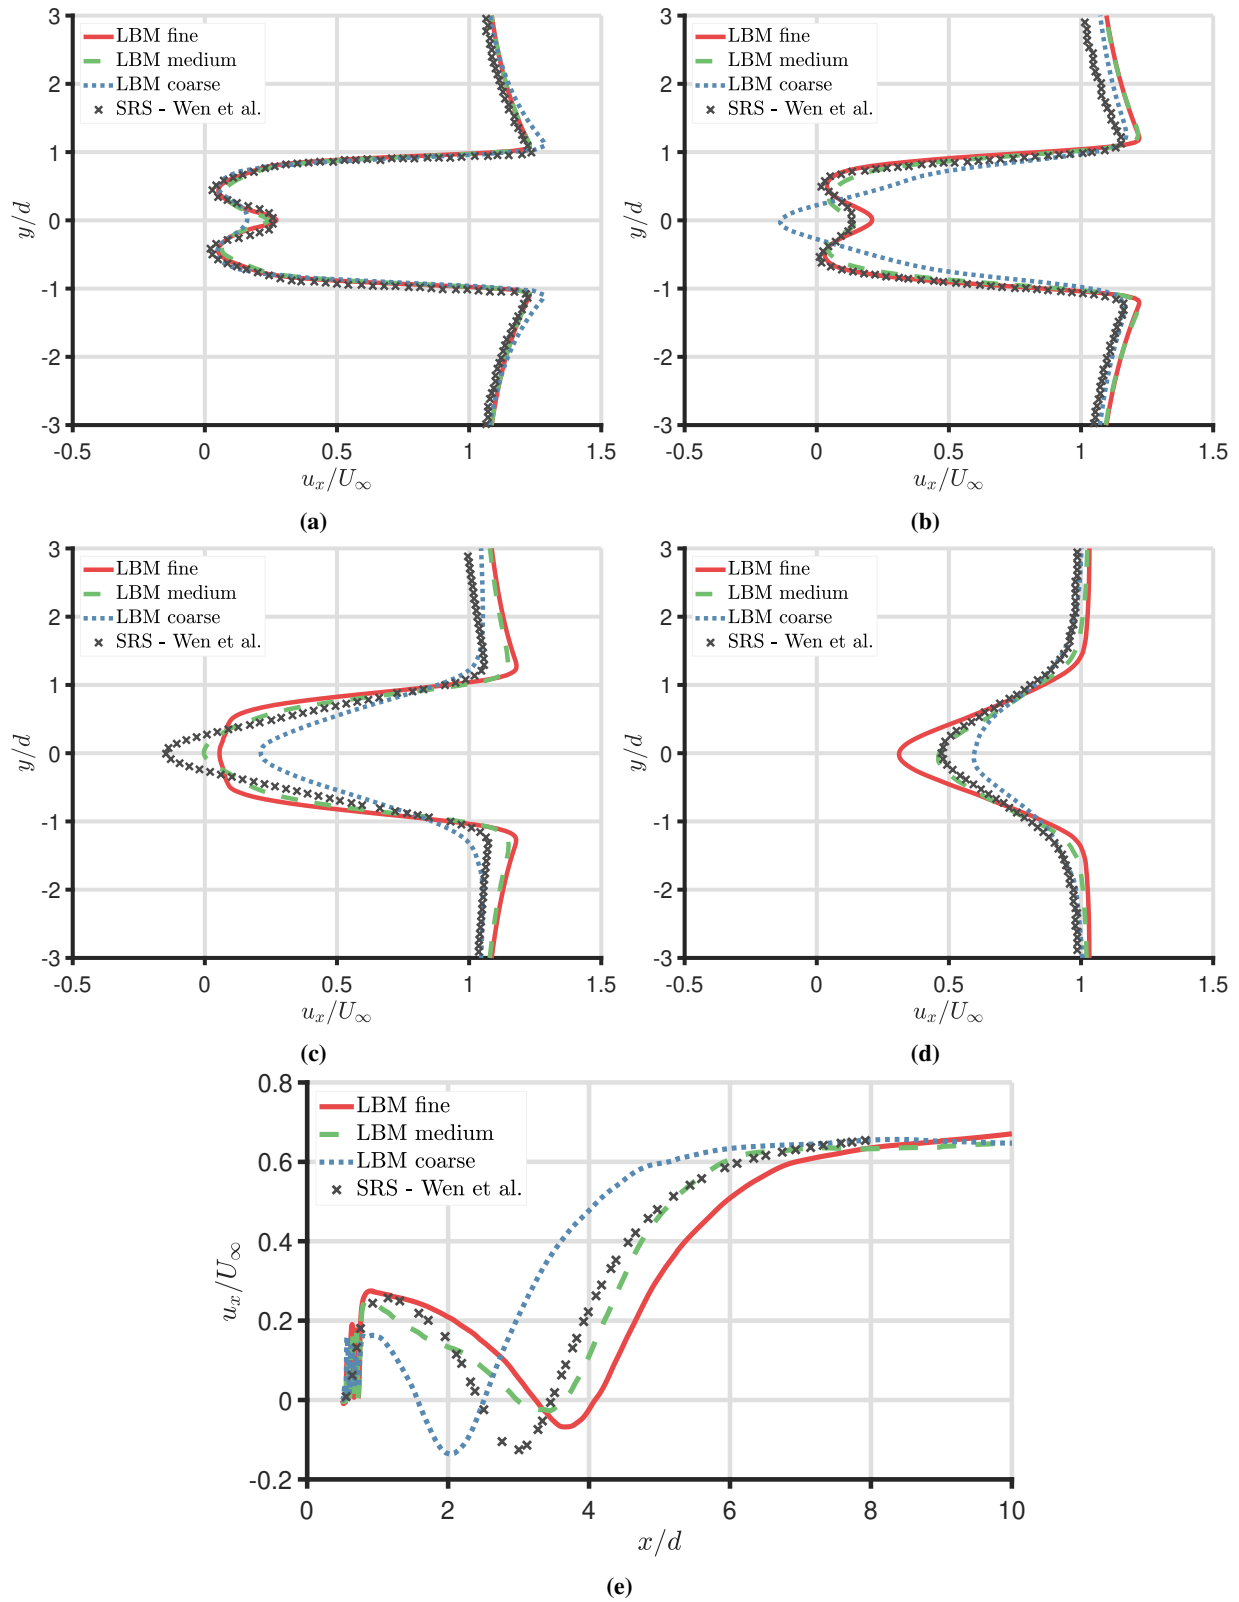 3
2
1
0
-1
-2
-3
y/d
LBM fine
LBM medium
LBM coarse
SRS - Wen et al.
-0.5 0 0.5 1 1.5
u_x/U_∞
(a)
3
2
1
0
-1
-2
-3
y/d
LBM fine
LBM medium
LBM coarse
SRS - Wen et al.
-0.5 0 0.5 1 1.5
u_x/U_∞
(b)
3
2
1
0
-1
-2
-3
y/d
LBM fine
LBM medium
LBM coarse
SRS - Wen et al.
-0.5 0 0.5 1 1.5
u_x/U_∞
(c)
3
2
1
0
-1
-2
-3
y/d
LBM fine
LBM medium
LBM coarse
SRS - Wen et al.
-0.5 0 0.5 1 1.5
u_x/U_∞
(d)
0.8
0.6
0.4
0.2
0
-0.2
u_x/U_∞
LBM fine
LBM medium
LBM coarse
SRS - Wen et al.
0 2 4 6 8 10
x/d
(e)